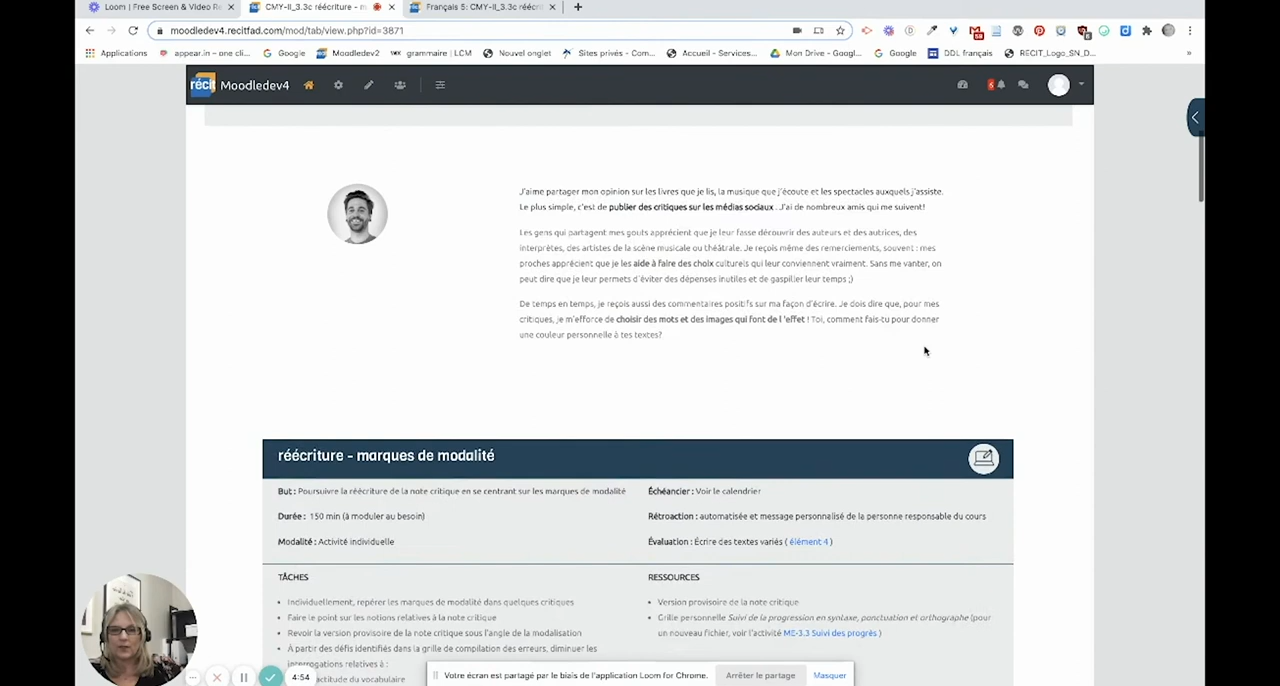 Loom | Free Screen & Video Re
CMY-II_3.3c réécriture - m
Français 5: CMY-II_3.3c réécri
moodledev4.recitfad.com/mod/tab/view.php?id=3871
Applications
appear.in – one cli...
Google
Moodledev2
grammaire | LCM
Nouvel onglet
Sites privés - Com...
Accueil - Services...
Mon Drive - Googl...
Google
DDL français
RECIT_Logo_SN_D...
»
récit Moodledev4
J'aime partager mon opinion sur les livres que je lis, la musique que j'écoute et les spectacles auxquels j'assiste.
Le plus simple, c'est de publier des critiques sur les médias sociaux . J'ai de nombreux amis qui me suivent!
Les gens qui partagent mes gouts apprécient que je leur fasse découvrir des auteurs et des autrices, des
interprètes, des artistes de la scène musicale ou théâtrale. Je reçois même des remerciements, souvent : mes
proches apprécient que je les aide à faire des choix culturels qui leur conviennent vraiment. Sans me vanter, on
peut dire que je leur permets d'éviter des dépenses inutiles et de gaspiller leur temps ;)
De temps en temps, je reçois aussi des commentaires positifs sur ma façon d'écrire. Je dois dire que, pour mes
critiques, je m'efforce de choisir des mots et des images qui font de l 'effet ! Toi, comment fais-tu pour donner
une couleur personnelle à tes textes?
réécriture - marques de modalité
But : Poursuivre la réécriture de la note critique en se centrant sur les marques de modalité
Durée : 150 min (à moduler au besoin)
Modalité : Activité individuelle
Échéancier : Voir le calendrier
Rétroaction : automatisée et message personnalisé de la personne responsable du cours
Évaluation : Écrire des textes variés ( élément 4 )
TÂCHES
• Individuellement, repérer les marques de modalité dans quelques critiques
• Faire le point sur les notions relatives à la note critique
• Revoir la version provisoire de la note critique sous l'angle de la modalisation
• À partir des défis identifiés dans la grille de compilation des erreurs, diminuer les
interrogations relatives à :
actitude du vocabulaire
RESSOURCES
• Version provisoire de la note critique
• Grille personnelle Suivi de la progression en syntaxe, ponctuation et orthographe (pour
un nouveau fichier, voir l'activité ME-3.3 Suivi des progrès )
4:54
Votre écran est partagé par le biais de l'application Loom for Chrome.
Arrêter le partage
Masquer